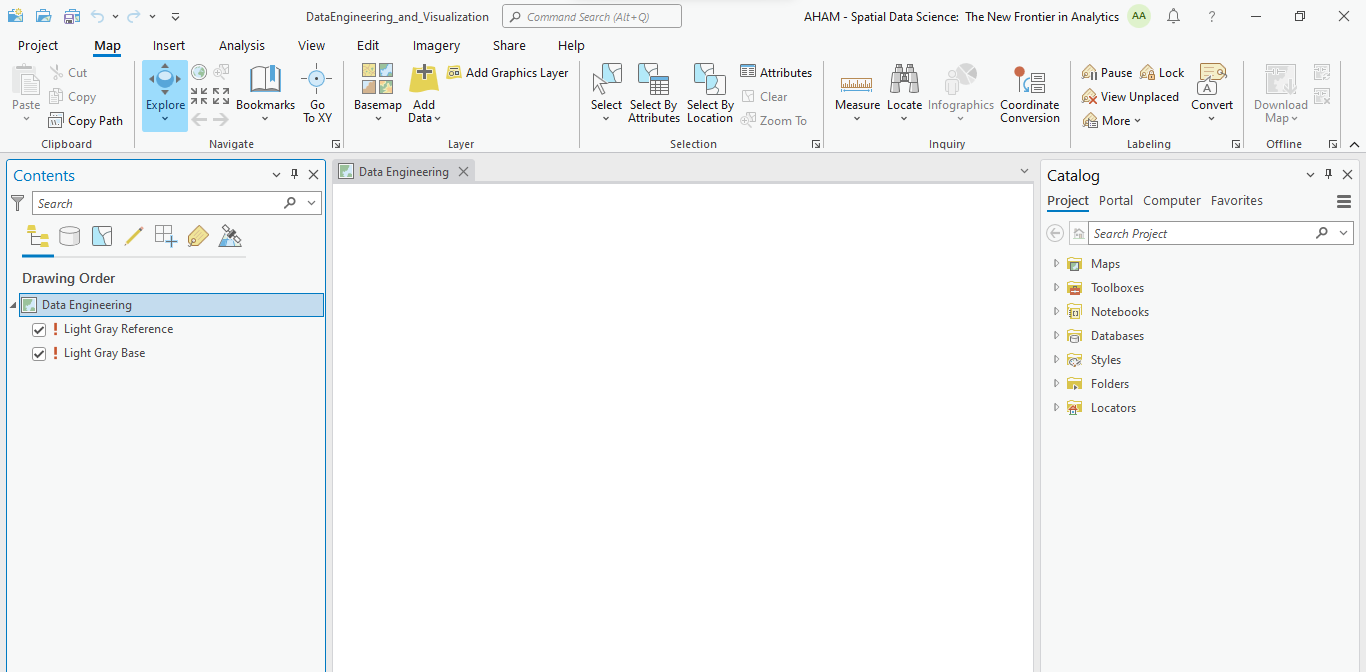 DataEngineering_and_Visualization
Command Search (Alt+Q)
AHAM - Spatial Data Science: The New Frontier in Analytics
AA
?
Project Map Insert Analysis View Edit Imagery Share Help
Paste
Cut
Copy
Copy Path
Clipboard
Explore
Bookmarks
Go
To XY
Navigate
Basemap
Add
Data
Add Graphics Layer
Layer
Select
Select By
Attributes
Select By
Location
Attributes
Clear
Zoom To
Selection
Measure
Locate
Infographics
Coordinate
Conversion
Inquiry
Pause
Lock
View Unplaced
More
A
Convert
Labeling
Download
Map
Offline
Contents
Search
Drawing Order
Data Engineering
Light Gray Reference
Light Gray Base
Data Engineering
Catalog
Project Portal Computer Favorites
Search Project
Maps
Toolboxes
Notebooks
Databases
Styles
Folders
Locators